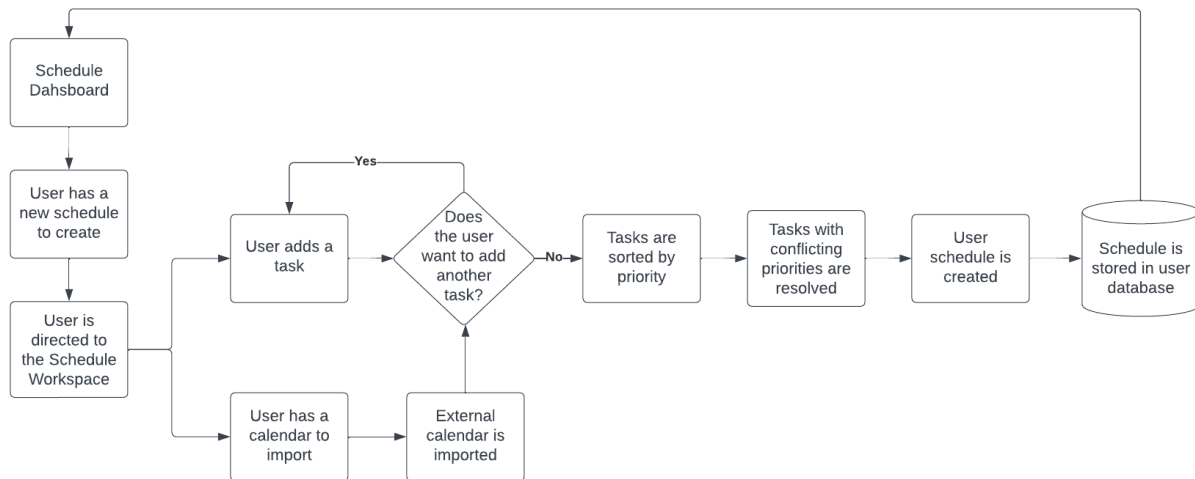 Schedule
Dahsboard
User has a
new schedule
to create
User is
directed to
the Schedule
Workspace
User adds a
task
Yes
Does
the user
want to add
another
task?
No
Tasks are
sorted by
priority
Tasks with
conflicting
priorities are
resolved
User
schedule is
created
Schedule is
stored in user
database
User has a
calendar to
import
External
calendar is
imported